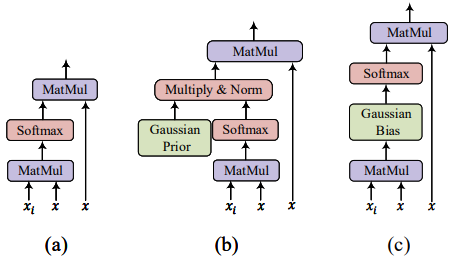 MatMul
Softmax
MatMul
x_i x x
(a)
MatMul
Multiply & Norm
Gaussian
Prior
Softmax
MatMul
x_i x x
(b)
MatMul
Softmax
Gaussian
Bias
MatMul
x_i x x
(c)